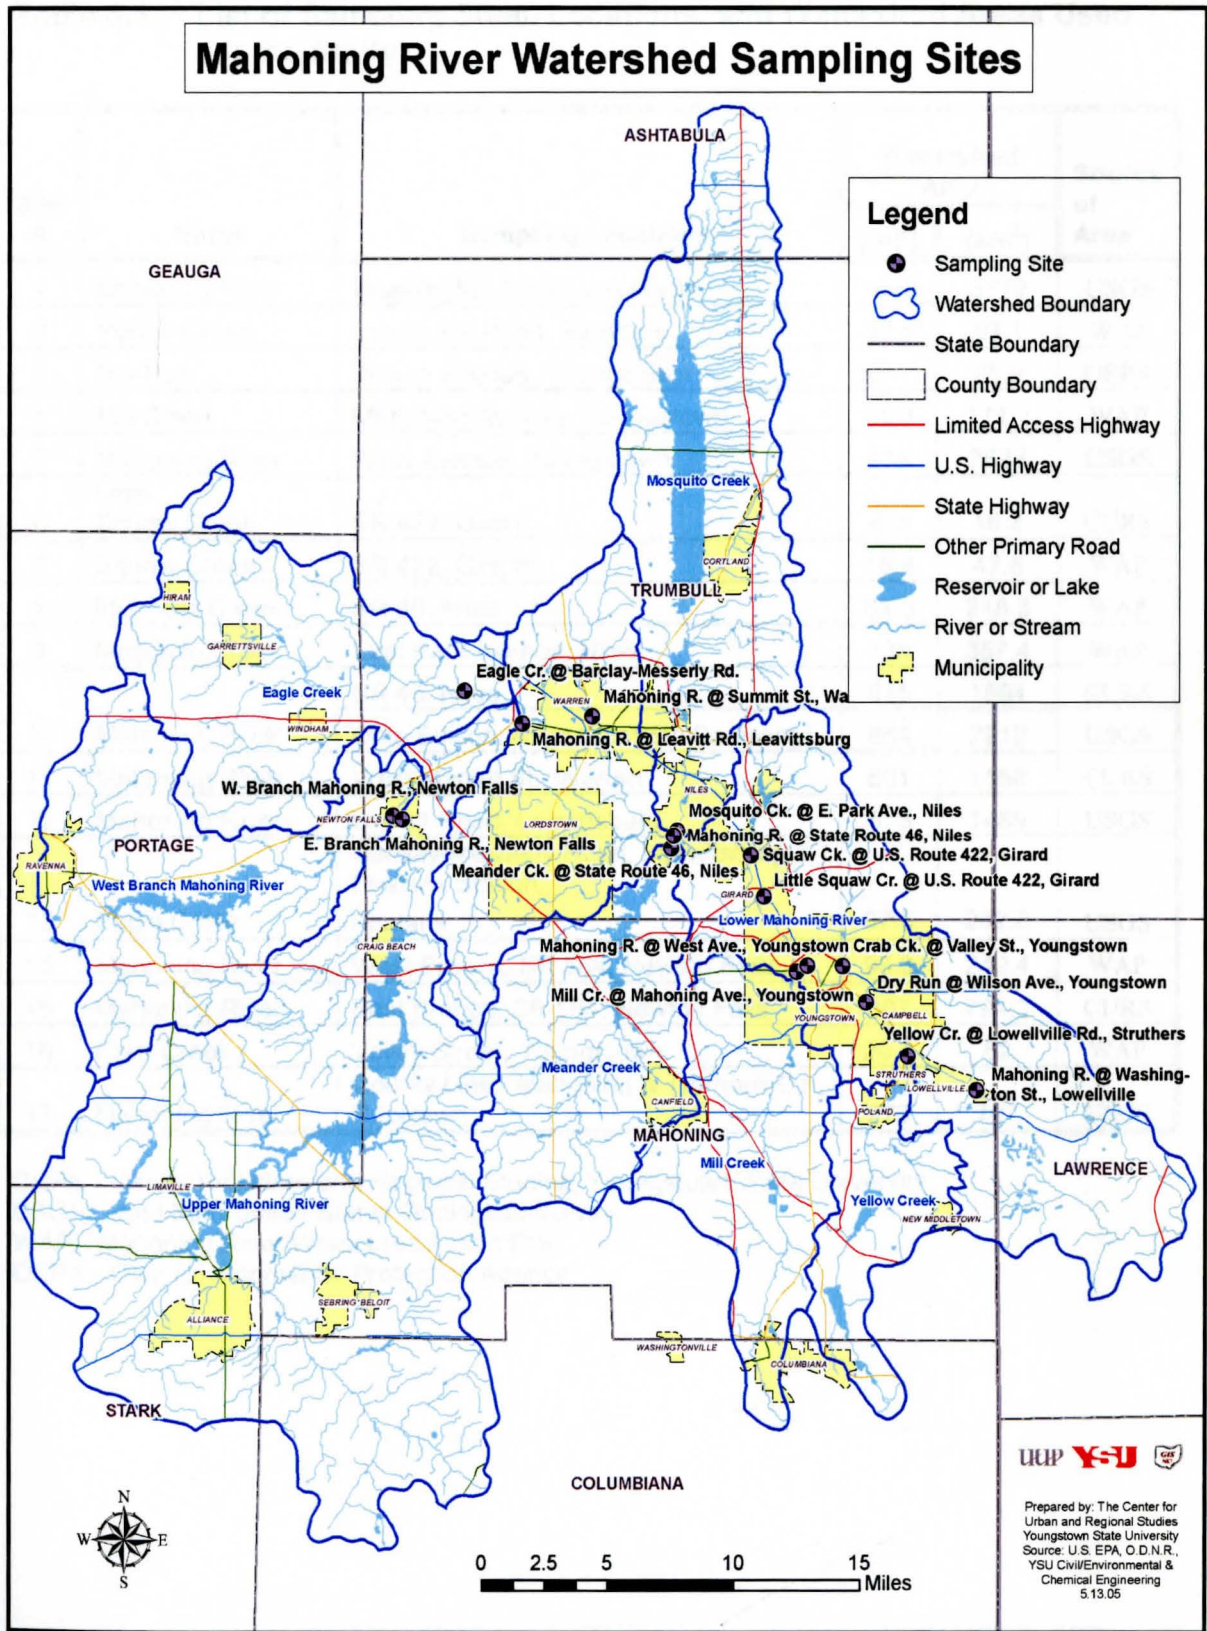 Mahoning River Watershed Sampling Sites
ASHTABULA
GEAUGA
Legend
Sampling Site
Watershed Boundary
State Boundary
County Boundary
Limited Access Highway
U.S. Highway
State Highway
Other Primary Road
Reservoir or Lake
River or Stream
Municipality
Mosquito Creek
CORTLAND
TRUMBULL
HIRAM
GARRETTSVILLE
Eagle Creek
WINDHAM
Eagle Cr. @ Barclay-Messerly Rd.
WARREN
Mahoning R. @ Summit St., Wa
Mahoning R. @ Leavitt Rd., Leavittsburg
W. Branch Mahoning R., Newton Falls
NEWTON FALLS
E. Branch Mahoning R., Newton Falls
LORDSTOWN
NILES
Mosquito Ck. @ E. Park Ave., Niles
Mahoning R. @ State Route 46, Niles
Squaw Ck. @ U.S. Route 422, Girard
Meander Ck. @ State Route 46, Niles
Little Squaw Cr. @ U.S. Route 422, Girard
GIRARD
PORTAGE
RAVENNA
West Branch Mahoning River
Lower Mahoning River
CRAIG BEACH
Mahoning R. @ West Ave., Youngstown
Crab Ck. @ Valley St., Youngstown
Mill Cr. @ Mahoning Ave., Youngstown
Dry Run @ Wilson Ave., Youngstown
YOUNGSTOWN
CAMPBELL
Yellow Cr. @ Lowellville Rd., Struthers
STRUTHERS
LOWELLVILLE
Mahoning R. @ Washing-
ton St., Lowellville
Meander Creek
CANFIELD
POLAND
MAHONING
Mill Creek
LAWRENCE
Yellow Creek
NEW MIDDLETOWN
LIMAVILLE
Upper Mahoning River
ALLIANCE
SEBRING
BELOIT
WASHINGTONVILLE
COLUMBIANA
STARK
COLUMBIANA
N
W
E
S
0 2.5 5 10 15
Miles
YSU
Prepared by: The Center for
Urban and Regional Studies
Youngstown State University
Source: U.S. EPA, O.D.N.R.,
YSU Civil/Environmental &
Chemical Engineering
5.13.05